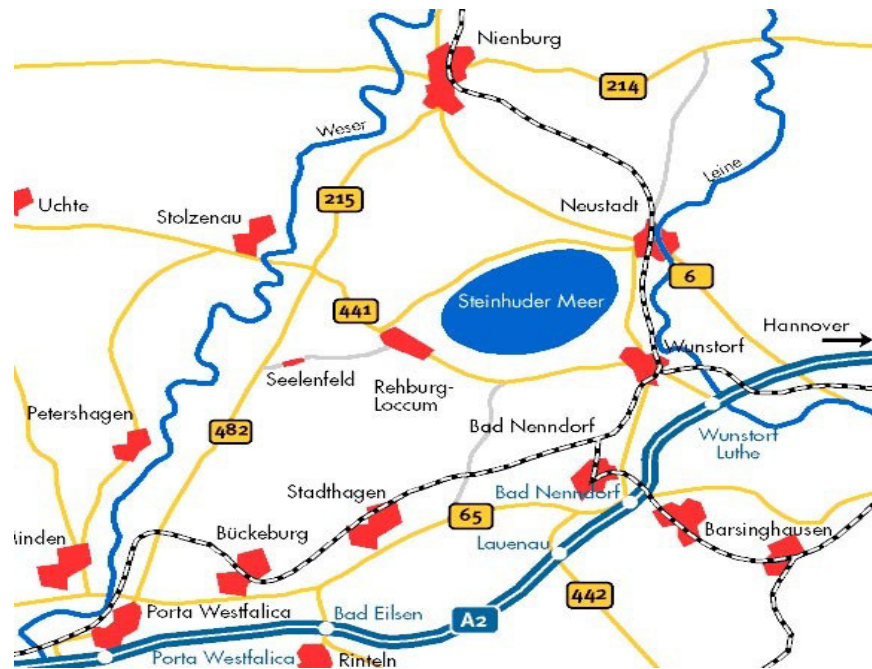 Nienburg
214
Weser
Leine
Uchte
Stolzenau
215
Neustadt
6
Steinhuder Meer
441
Hannover
Wunstorf
Seelenfeld
Rehburg-
Loccum
Petershagen
482
Bad Nenndorf
Wunstorf
Luthe
Stadthagen
Bad Nenndorf
65
Minden
Bückeburg
Lauenau
Barsinghausen
442
Porta Westfalica
Bad Eilsen
A2
Porta Westfalica
Rinteln